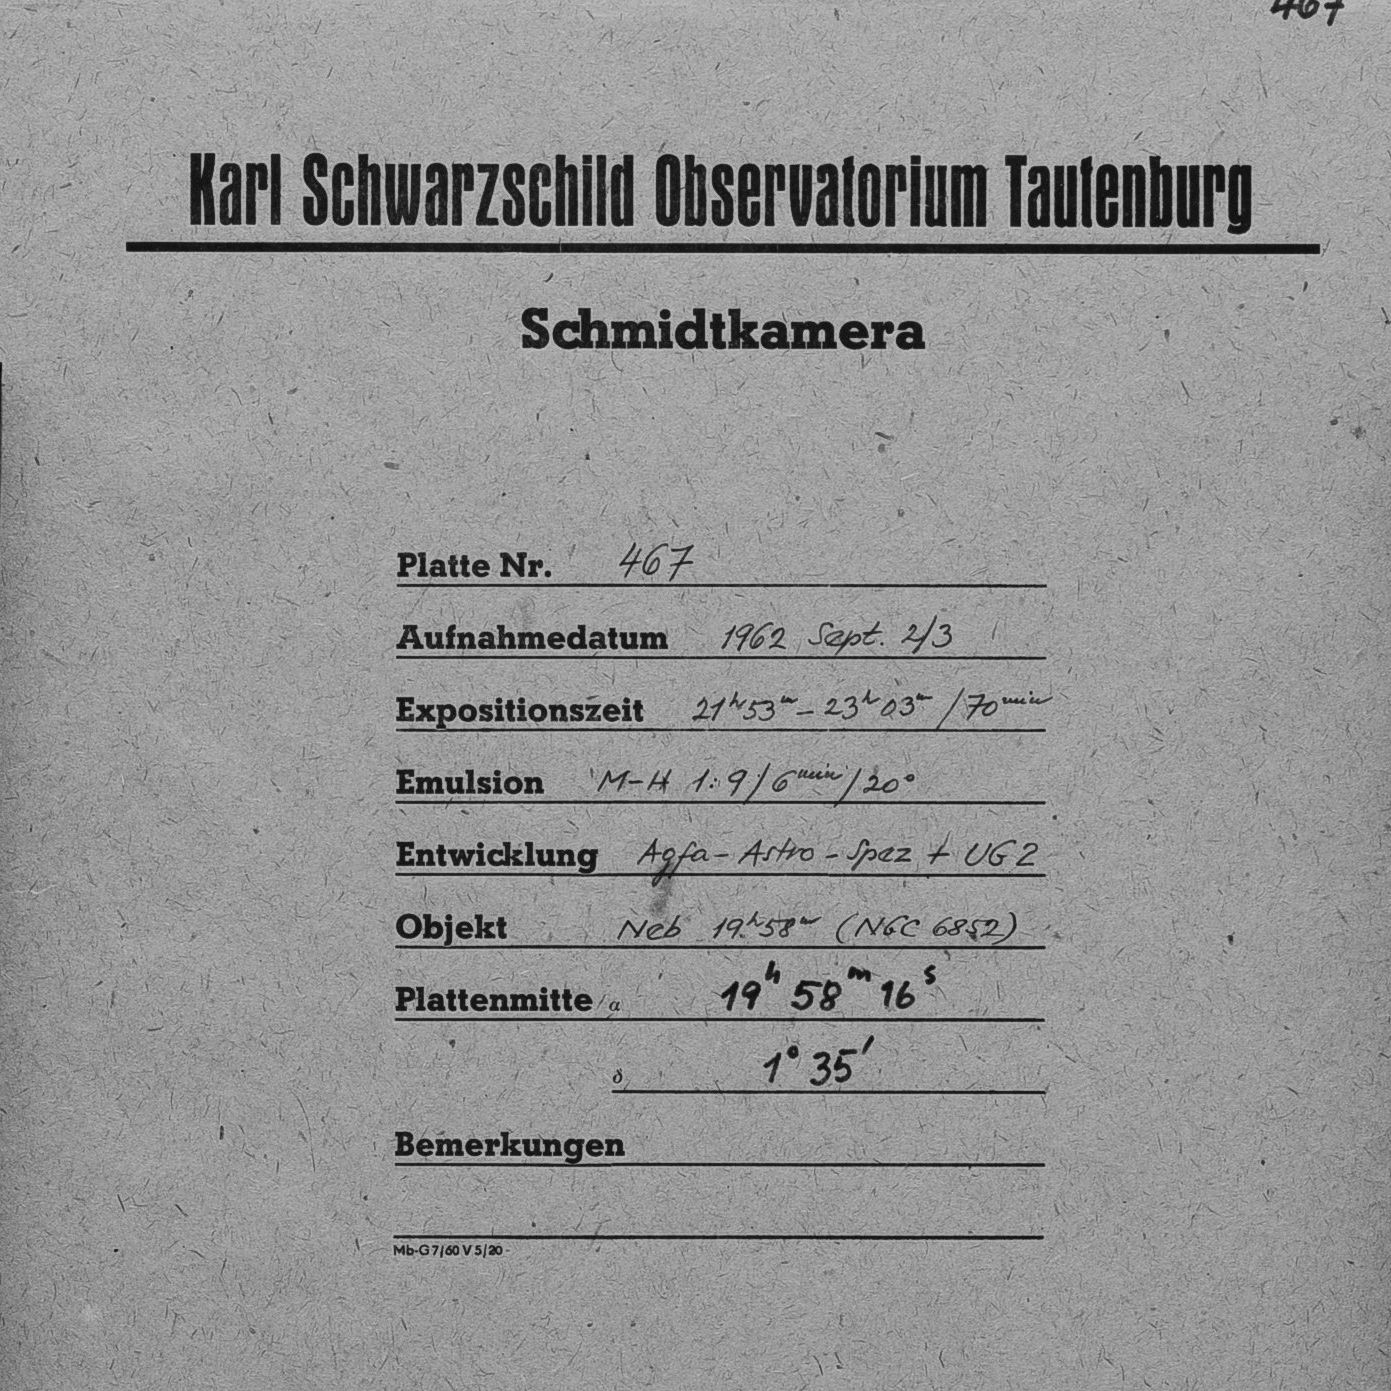 467
Karl Schwarzschild Observatorium Tautenburg
Schmidtkamera
Platte Nr. 467
Aufnahmedatum 1962 Sept. 2/3
Expositionszeit 21h53m - 23h03m /70min
Emulsion M-H 1:9/6min/20°
Entwicklung Agfa-Astro-Spez + UG2
Objekt Neb 19h58m (NGC 6852)
Plattenmitte α 19h 58m 16s
δ 1° 35'
Bemerkungen
Mb-G 7/60 V 5/20